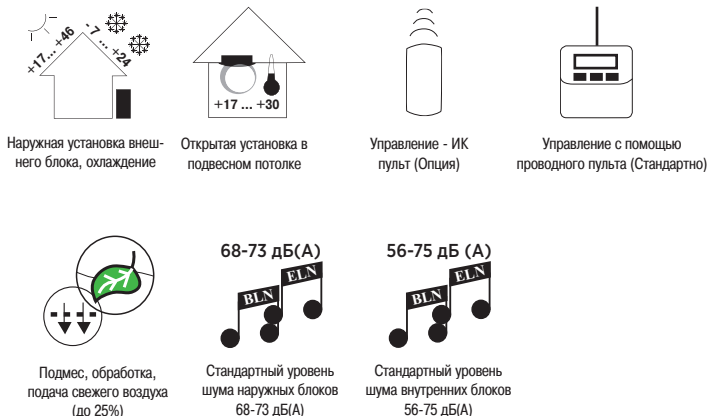 +17... +46
- 7 ... +24
Наружная установка внеш-
него блока, охлаждение
+17 ... +30
Открытая установка в
подвесном потолке
Управление - ИК
пульт (Опция)
Управление с помощью
проводного пульта (Стандартно)
Подмес, обработка,
подача свежего воздуха
(до 25%)
68-73 дБ(А)
BLN
ELN
Стандартный уровень
шума наружных блоков
68-73 дБ(А)
56-75 дБ (А)
BLN
ELN
Стандартный уровень
шума внутренних блоков
56-75 дБ(А)